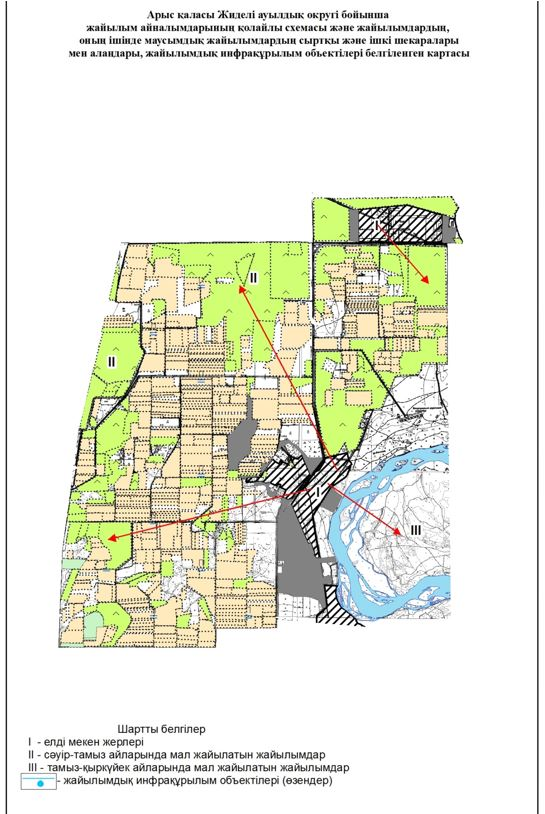 Арыс қаласы Жиделі ауылдық округі бойынша
жайылым айналымдарының қолайлы схемасы және жайылымдардың,
оның ішінде маусымдық жайылымдардың сыртқы және ішкі шекаралары
мен алаңдары, жайылымдық инфрақұрылым объектілері белгіленген картасы
I
II
II
I
III
Шартты белгілер
I - елді мекен жерлері
II - сәуір-тамыз айларында мал жайылатын жайылымдар
III - тамыз-қыркүйек айларында мал жайылатын жайылымдар
- жайылымдық инфрақұрылым объектілері (өзендер)